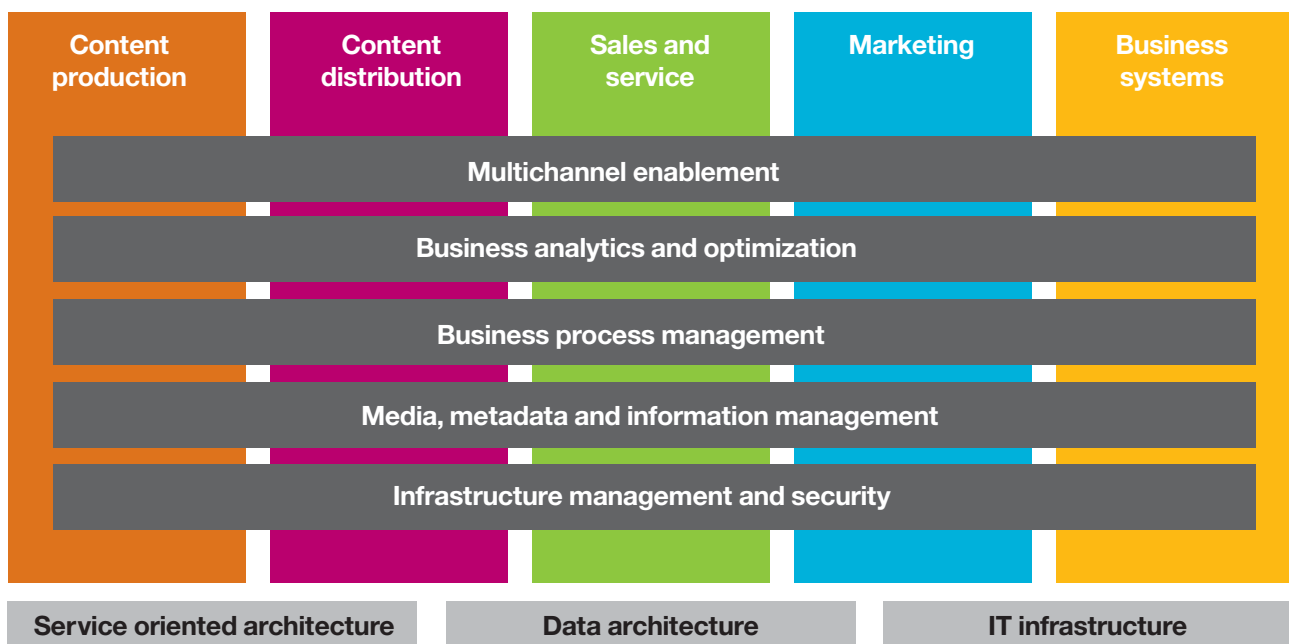 Content
production
Content
distribution
Sales and
service
Marketing
Business
systems
Multichannel enablement
Business analytics and optimization
Business process management
Media, metadata and information management
Infrastructure management and security
Service oriented architecture
Data architecture
IT infrastructure